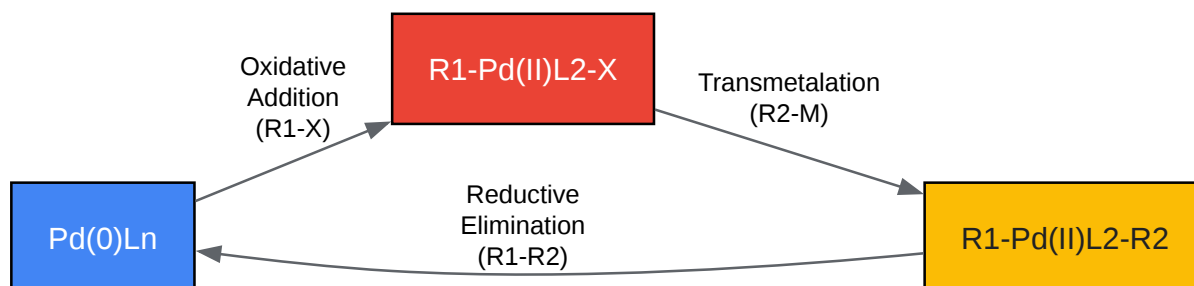 Oxidative
Addition
(R1-X)
R1-Pd(II)L2-X
Transmetalation
(R2-M)
Pd(0)Ln
Reductive
Elimination
(R1-R2)
R1-Pd(II)L2-R2